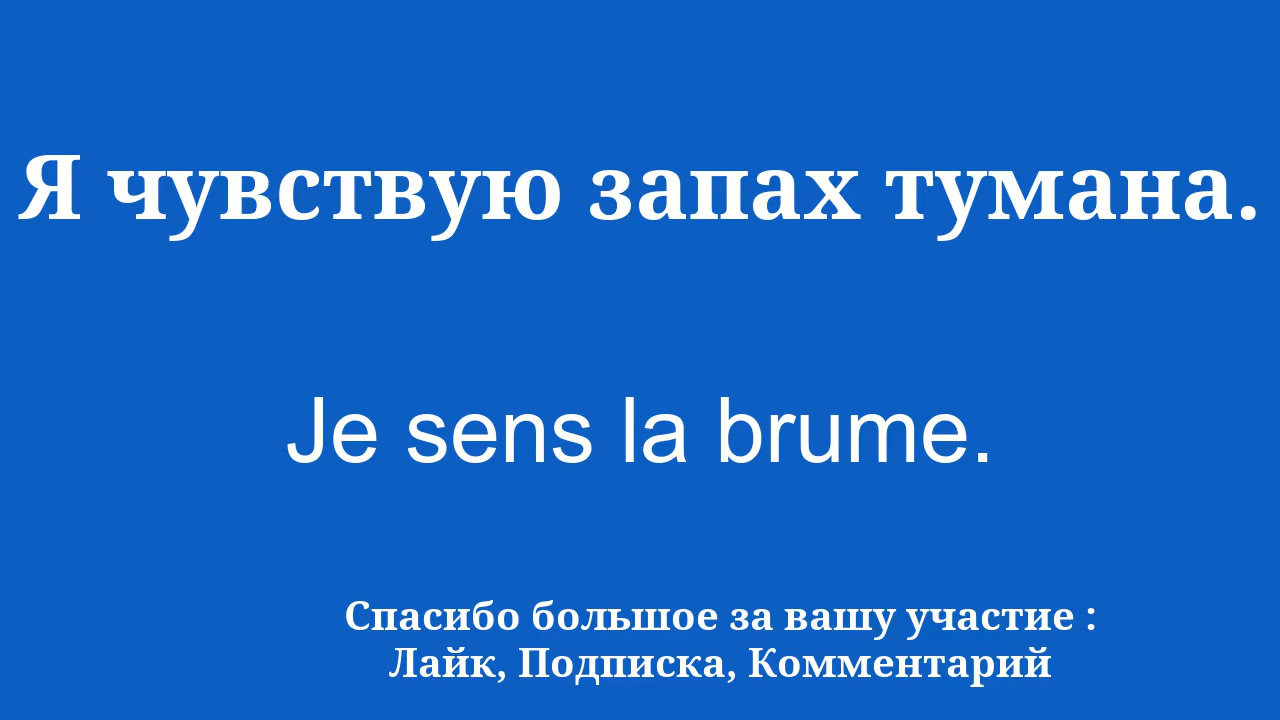 Я чувствую запах тумана.
Je sens la brume.
Спасибо большое за вашу участие :
Лайк, Подписка, Комментарий